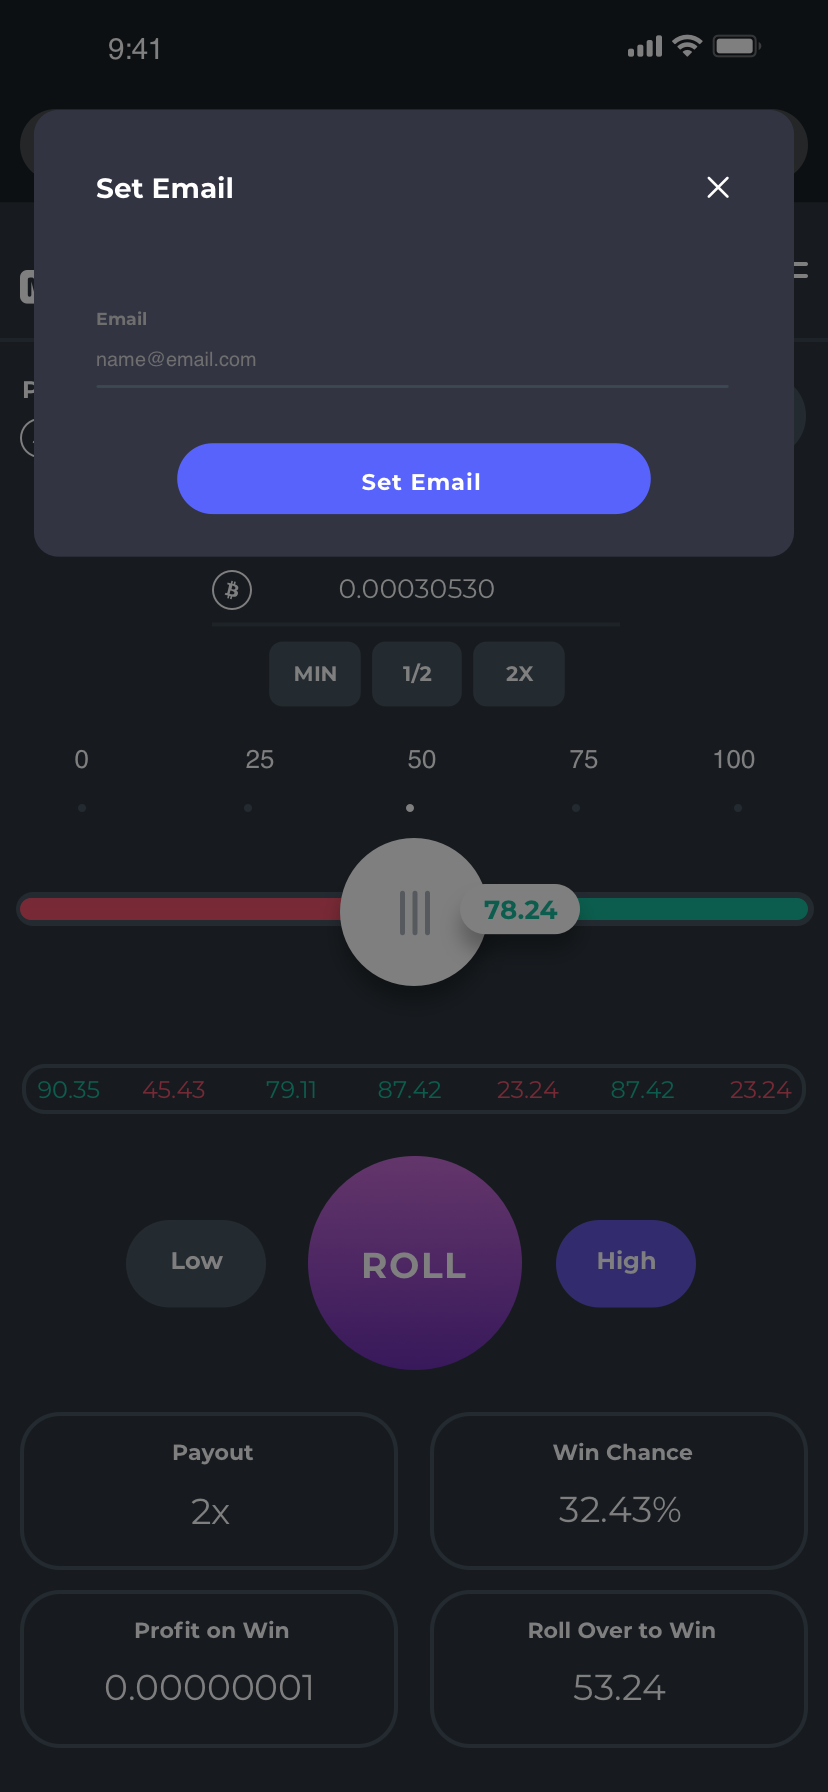 9:41
Set Email
Email
name@email.com
Set Email
0.00030530
MIN 1/2 2X
0 25 50 75 100
78.24
90.35 45.43 79.11 87.42 23.24 87.42 23.24
Low ROLL High
Payout Win Chance
2x 32.43%
Profit on Win Roll Over to Win
0.00000001 53.24